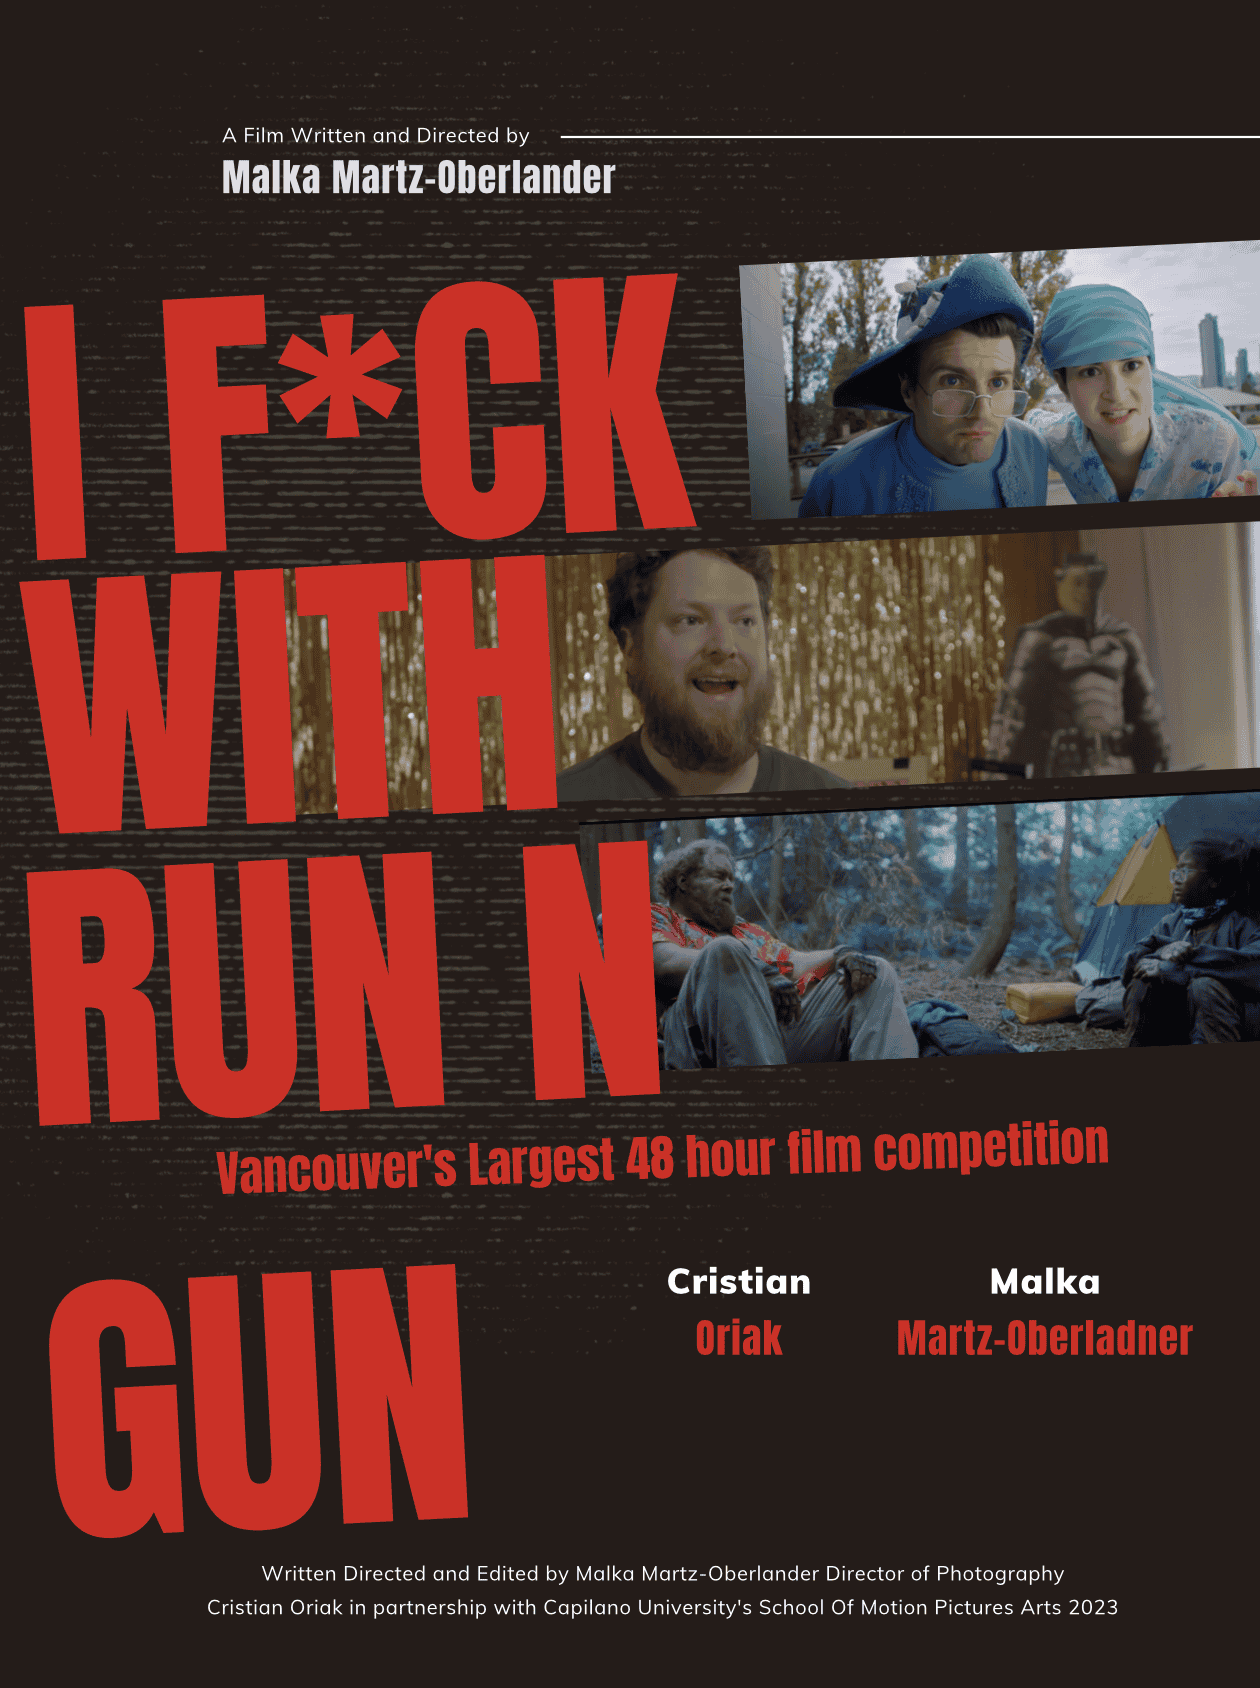 A Film Written and Directed by
Malka Martz-Oberlander
I F*CK
WITH
RUN N
Vancouver's Largest 48 hour film competition
GUN
Cristian
Oriak
Malka
Martz-Oberladner
Written Directed and Edited by Malka Martz-Oberlander Director of Photography
Cristian Oriak in partnership with Capilano University's School Of Motion Pictures Arts 2023